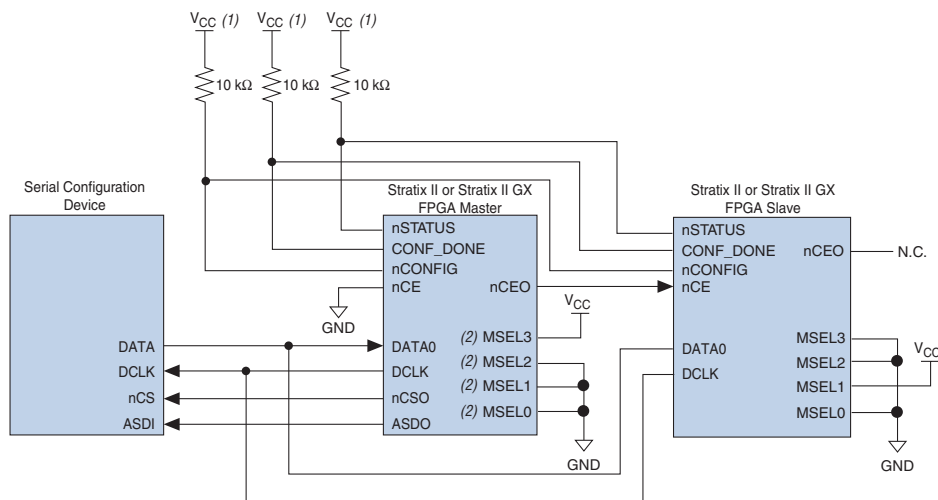 VCC (1)
VCC (1)
VCC (1)
10 kΩ
10 kΩ
10 kΩ
Serial Configuration
Device
DATA
DCLK
nCS
ASDI
Stratix II or Stratix II GX
FPGA Master
nSTATUS
CONF_DONE
nCONFIG
nCE
nCEO
GND
DATA0
DCLK
nCSO
ASDO
(2) MSEL3
(2) MSEL2
(2) MSEL1
(2) MSEL0
VCC
GND
Stratix II or Stratix II GX
FPGA Slave
nSTATUS
CONF_DONE
nCONFIG
nCE
nCEO
N.C.
DATA0
DCLK
MSEL3
MSEL2
MSEL1
MSEL0
VCC
GND